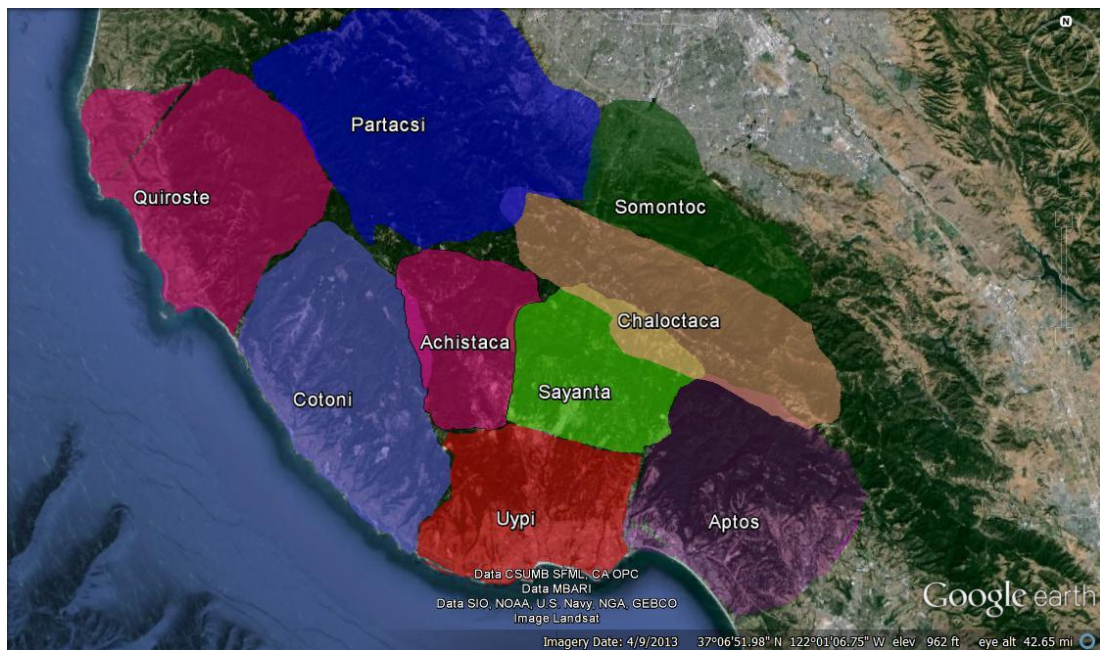 N
Partacsi
Quiroste
Somontoc
Chaloctaca
Achistaca
Sayanta
Cotoni
Uypi
Aptos
Data CSUMB SFML, CA OPC
Data MBARI
Data SIO, NOAA, U.S. Navy, NGA, GEBCO
Image Landsat
Google earth
Imagery Date: 4/9/2013 37°06'51.98" N 122°01'06.75" W elev 962 ft eye alt 42.65 mi